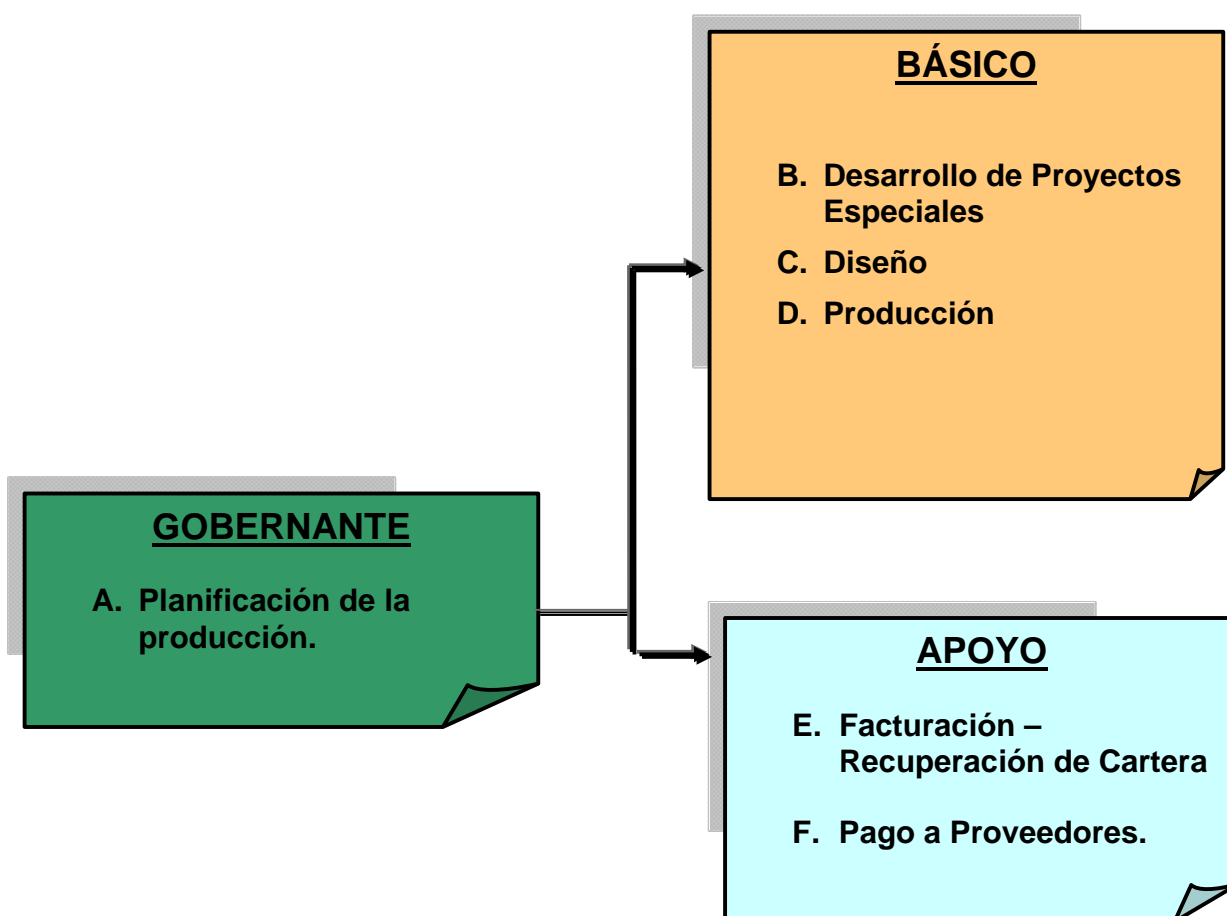 BÁSICO
B. Desarrollo de Proyectos
Especiales
C. Diseño
D. Producción
GOBERNANTE
A. Planificación de la
producción.
APOYO
E. Facturación –
Recuperación de Cartera
F. Pago a Proveedores.